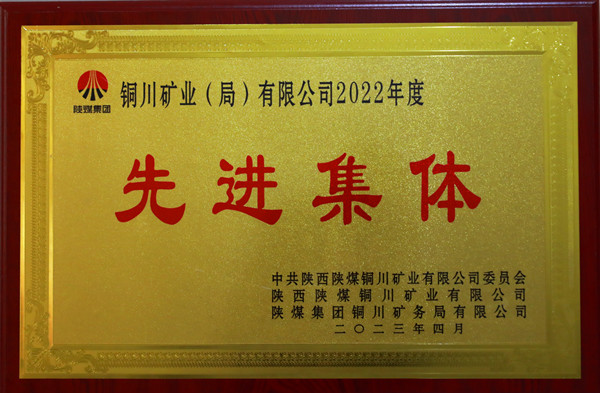 陕煤集团
铜川矿业（局）有限公司2022年度
先进集体
中共陕西陕煤铜川矿业有限公司委员会
陕西陕煤铜川矿业有限公司
陕煤集团铜川矿务局有限公司
二〇二三年四月